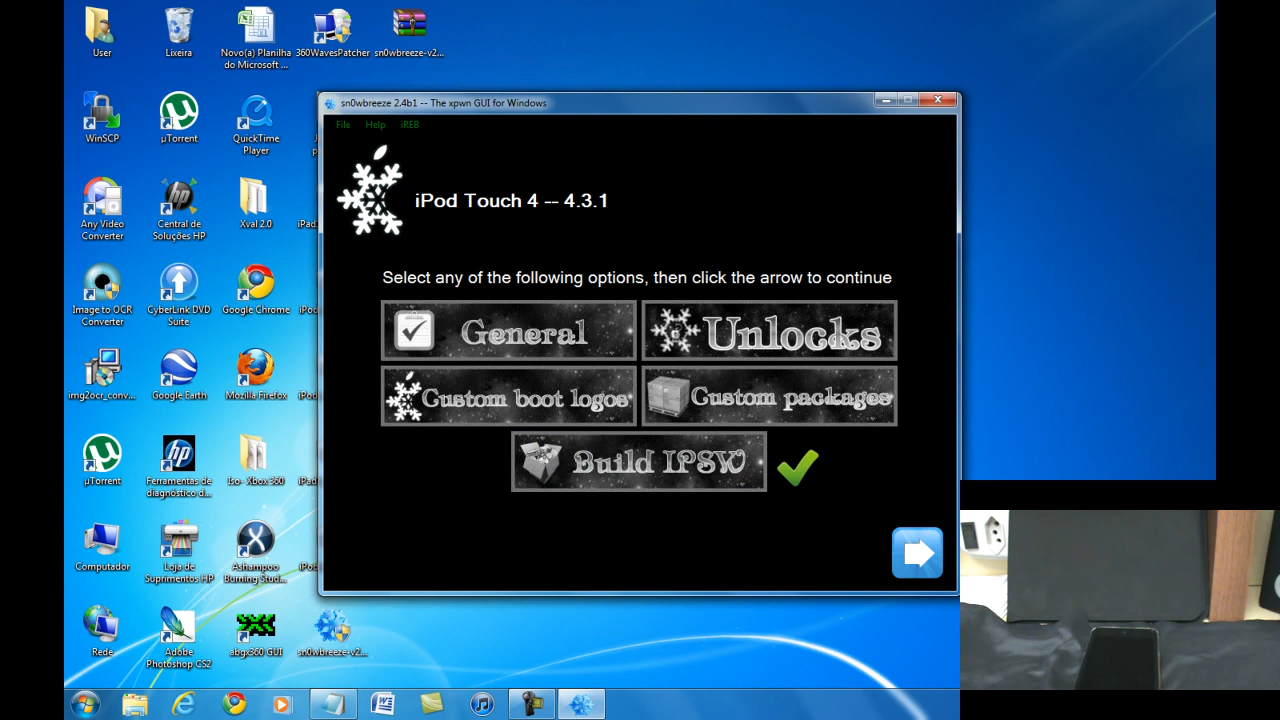 User
Lixeira
Novo(a) Planilha
do Microsoft ...
360WavesPatcher
sn0wbreeze-v2...
WinSCP
µTorrent
QuickTime
Player
Any Video
Converter
Central de
Soluções HP
Xval 2.0
iPad
Image to OCR
Converter
CyberLink DVD
Suite
Google Chrome
iPod
img2ocr_conv...
Google Earth
Mozilla Firefox
iPod
µTorrent
Ferramentas de
diagnóstico d...
Iso- Xbox 360
iPad
Computador
Loja de
Suprimentos HP
Ashampoo
Burning Stud...
iPod
Rede
Adobe
Photoshop CS2
abgx360 GUI
sn0wbreeze-v2...
sn0wbreeze 2.4b1 -- The xpwn GUI for Windows
File Help iREB
iPod Touch 4 -- 4.3.1
Select any of the following options, then click the arrow to continue
General
Unlocks
Custom boot logos
Custom packages
Build IPSW